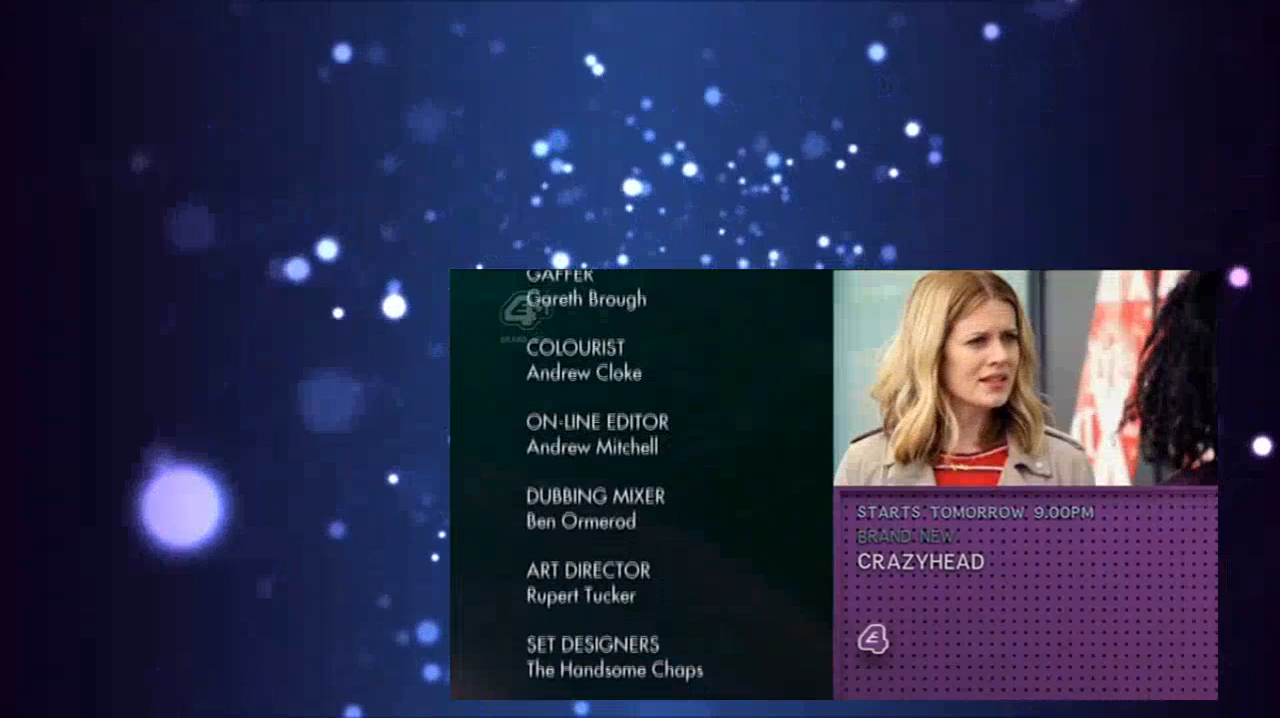 GAFFER
Gareth Brough
COLOURIST
Andrew Cloke
ON-LINE EDITOR
Andrew Mitchell
DUBBING MIXER
Ben Ormerod
ART DIRECTOR
Rupert Tucker
SET DESIGNERS
The Handsome Chaps
STARTS TOMORROW 9.00PM
BRAND NEW
CRAZYHEAD